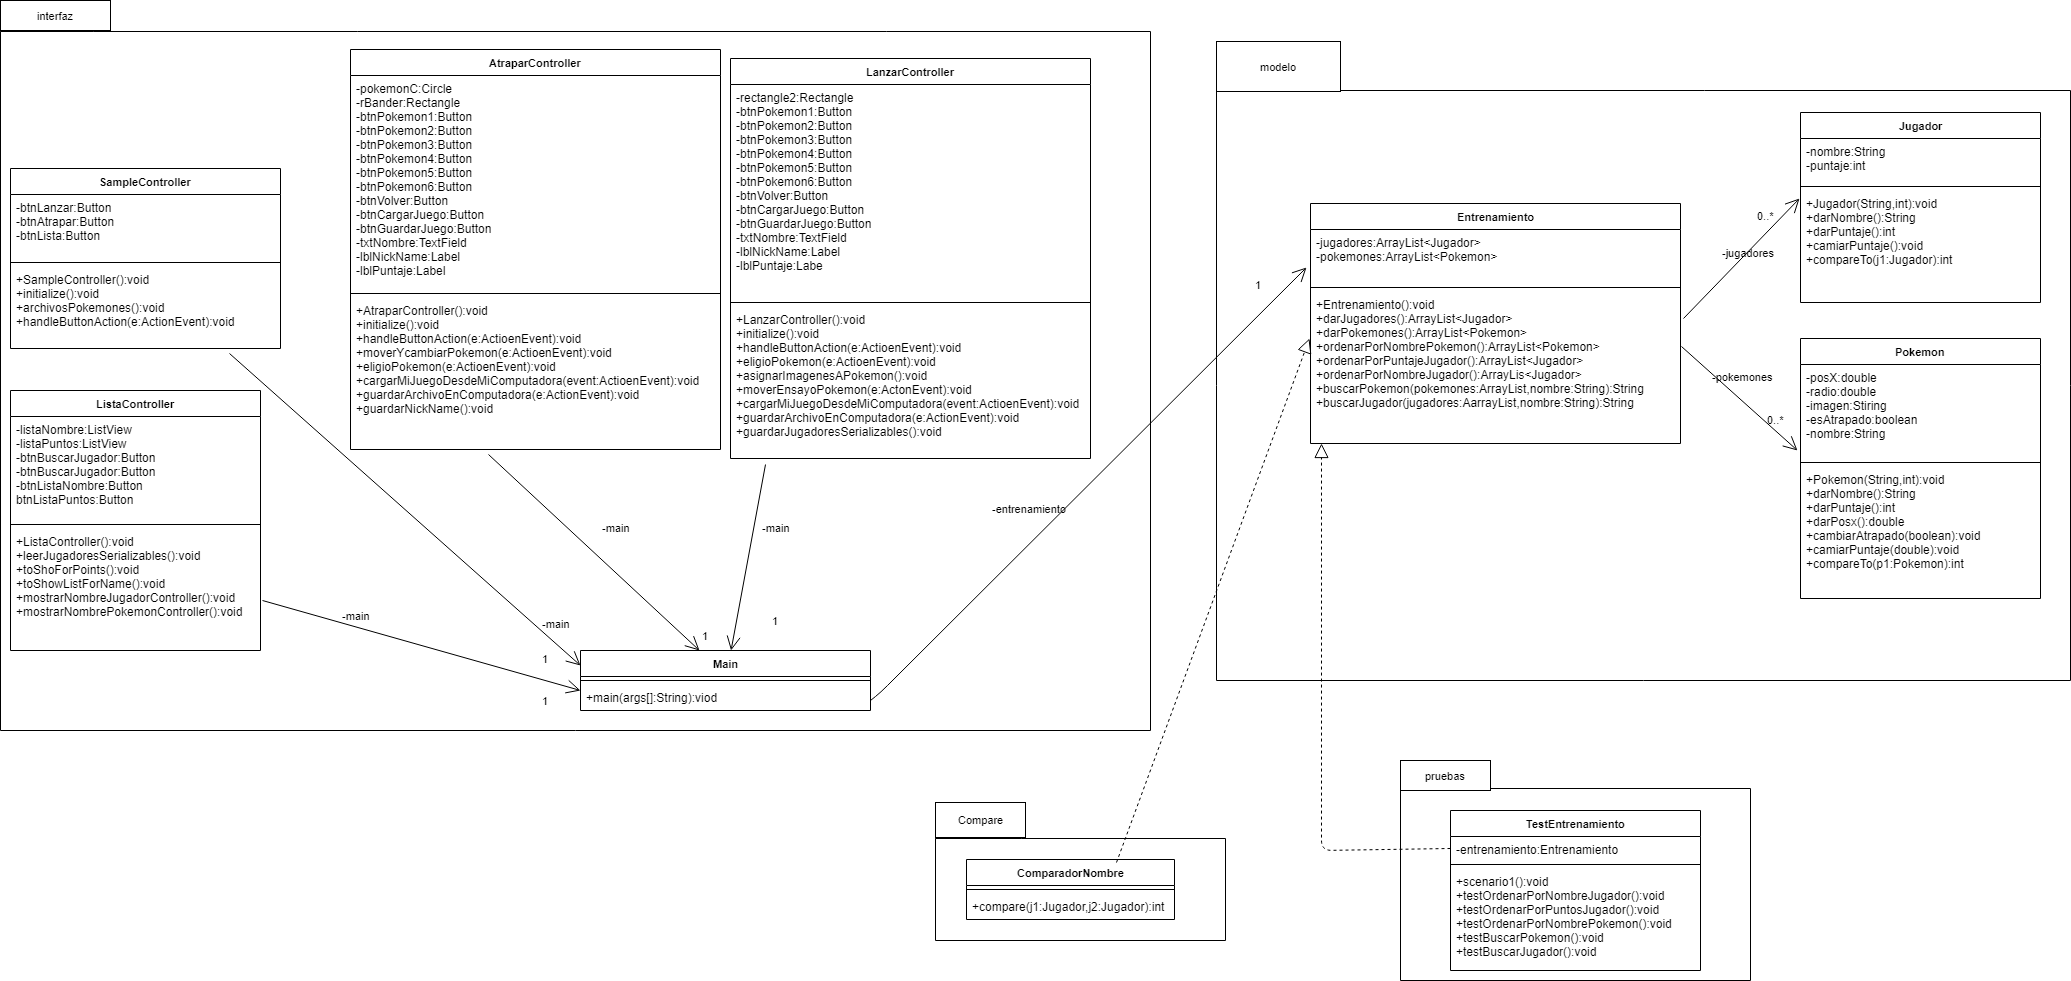 interfaz
SampleController
-btnLanzar:Button
-btnAtrapar:Button
-btnLista:Button
+SampleController():void
+initialize():void
+archivosPokemones():void
+handleButtonAction(e:ActionEvent):void
ListaController
-listaNombre:ListView
-listaPuntos:ListView
-btnBuscarJugador:Button
-btnBuscarJugador:Button
-btnListaNombre:Button
btnListaPuntos:Button
+ListaController():void
+leerJugadoresSerializables():void
+toShoForPoints():void
+toShowListForName():void
+mostrarNombreJugadorController():void
+mostrarNombrePokemonController():void
AtraparController
-pokemonC:Circle
-rBander:Rectangle
-btnPokemon1:Button
-btnPokemon2:Button
-btnPokemon3:Button
-btnPokemon4:Button
-btnPokemon5:Button
-btnPokemon6:Button
-btnVolver:Button
-btnCargarJuego:Button
-btnGuardarJuego:Button
-txtNombre:TextField
-lblNickName:Label
-lblPuntaje:Label
+AtraparController():void
+initialize():void
+handleButtonAction(e:ActioenEvent):void
+moverYcambiarPokemon(e:ActioenEvent):void
+eligioPokemon(e:ActioenEvent):void
+cargarMiJuegoDesdeMiComputadora(event:ActioenEvent):void
+guardarArchivoEnComputadora(e:ActionEvent):void
+guardarNickName():void
LanzarController
-rectangle2:Rectangle
-btnPokemon1:Button
-btnPokemon2:Button
-btnPokemon3:Button
-btnPokemon4:Button
-btnPokemon5:Button
-btnPokemon6:Button
-btnVolver:Button
-btnCargarJuego:Button
-btnGuardarJuego:Button
-txtNombre:TextField
-lblNickName:Label
-lblPuntaje:Labe
+LanzarController():void
+initialize():void
+handleButtonAction(e:ActioenEvent):void
+eligioPokemon(e:ActioenEvent):void
+asignarImagenesAPokemon():void
+moverEnsayoPokemon(e:ActonEvent):void
+cargarMiJuegoDesdeMiComputadora(event:ActioenEvent):void
+guardarArchivoEnComputadora(e:ActionEvent):void
+guardarJugadoresSerializables():void
-main
-main
-main
-main
1
1
1
1
Main
+main(args[]:String):viod
-entrenamiento
1
modelo
Entrenamiento
-jugadores:ArrayList<Jugador>
-pokemones:ArrayList<Pokemon>
+Entrenamiento():void
+darJugadores():ArrayList<Jugador>
+darPokemones():ArrayList<Pokemon>
+ordenarPorNombrePokemon():ArrayList<Pokemon>
+ordenarPorPuntajeJugador():ArrayList<Jugador>
+ordenarPorNombreJugador():ArrayLis<Jugador>
+buscarPokemon(pokemones:ArrayList,nombre:String):String
+buscarJugador(jugadores:AarrayList,nombre:String):String
-jugadores
0..*
-pokemones
0..*
Jugador
-nombre:String
-puntaje:int
+Jugador(String,int):void
+darNombre():String
+darPuntaje():int
+camiarPuntaje():void
+compareTo(j1:Jugador):int
Pokemon
-posX:double
-radio:double
-imagen:String
-esAtrapado:boolean
-nombre:String
+Pokemon(String,int):void
+darNombre():String
+darPuntaje():int
+darPosx():double
+cambiarAtrapado(boolean):void
+camiarPuntaje(double):void
+compareTo(p1:Pokemon):int
Compare
ComparadorNombre
+compare(j1:Jugador,j2:Jugador):int
pruebas
TestEntrenamiento
-entrenamiento:Entrenamiento
+scenario1():void
+testOrdenarPorNombreJugador():void
+testOrdenarPorPuntosJugador():void
+testOrdenarPorNombrePokemon():void
+testBuscarPokemon():void
+testBuscarJugador():void